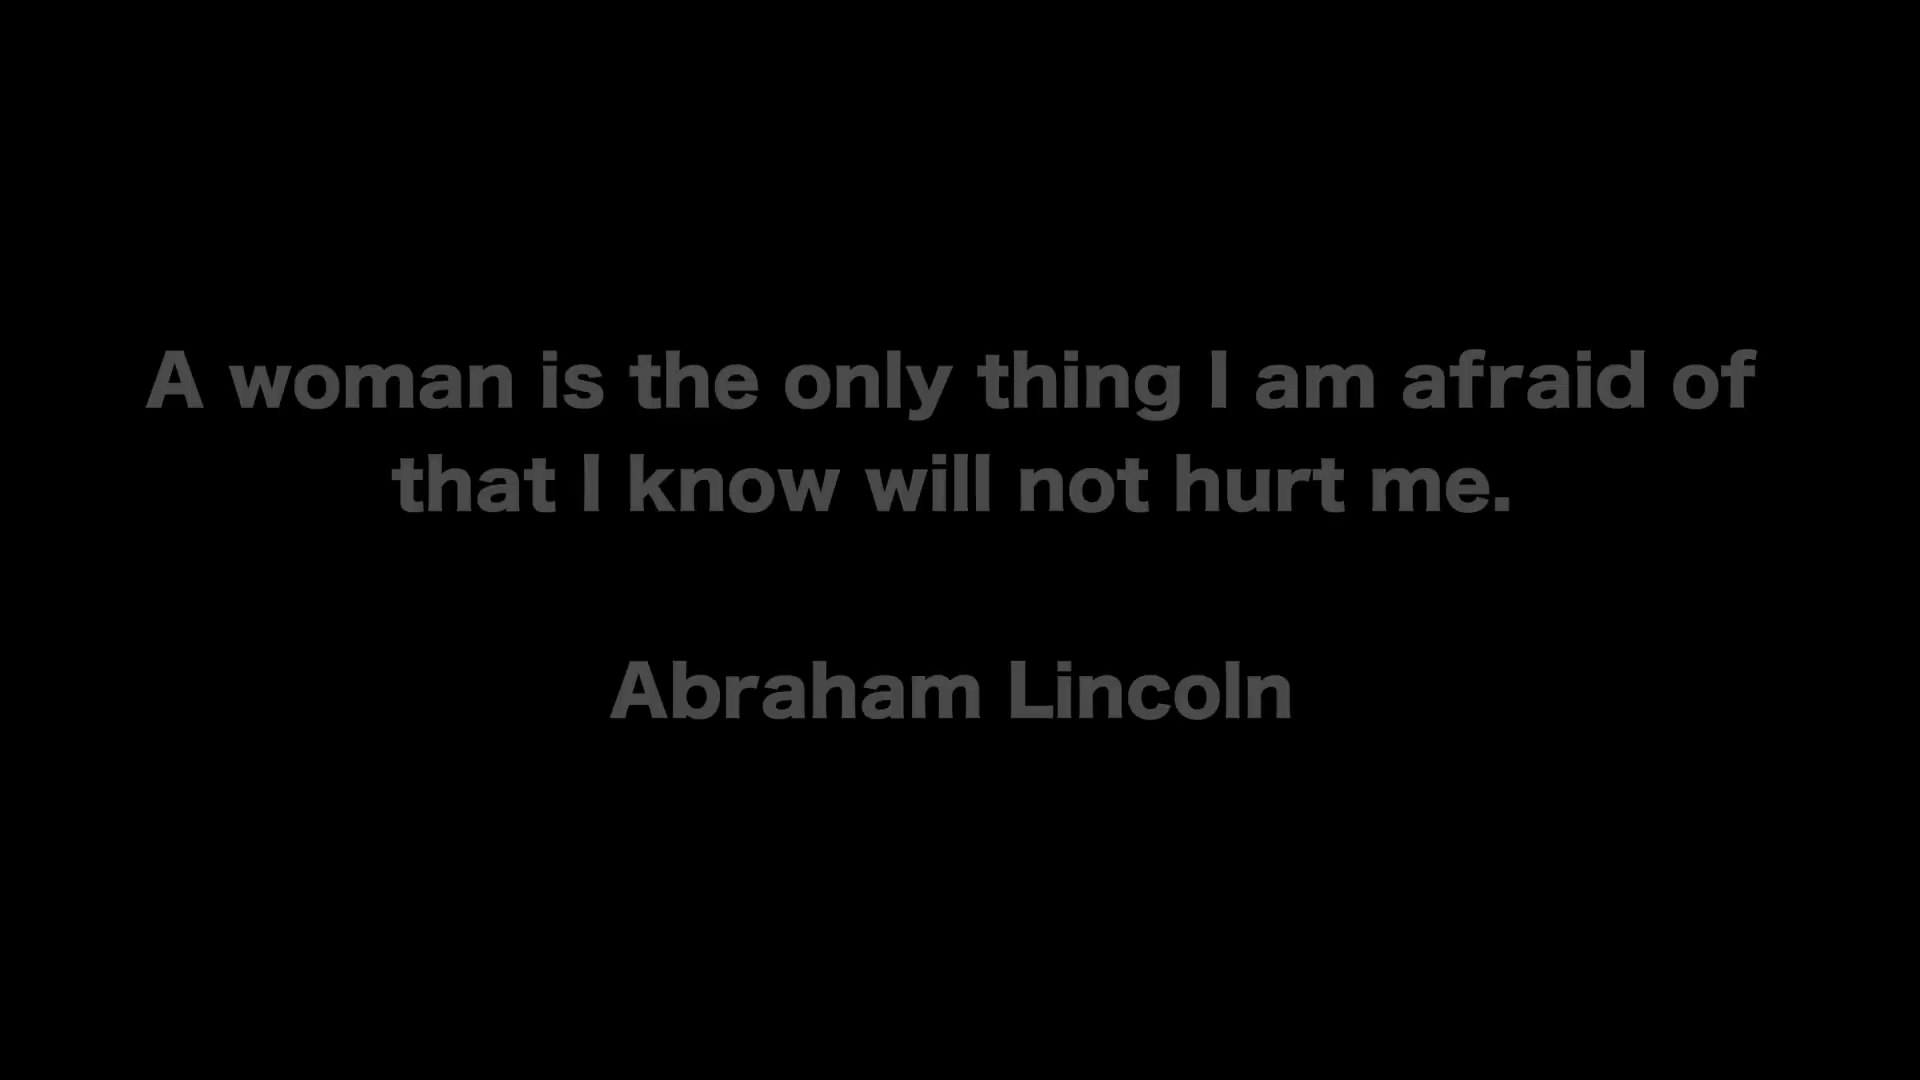 A woman is the only thing I am afraid of
that I know will not hurt me.
Abraham Lincoln